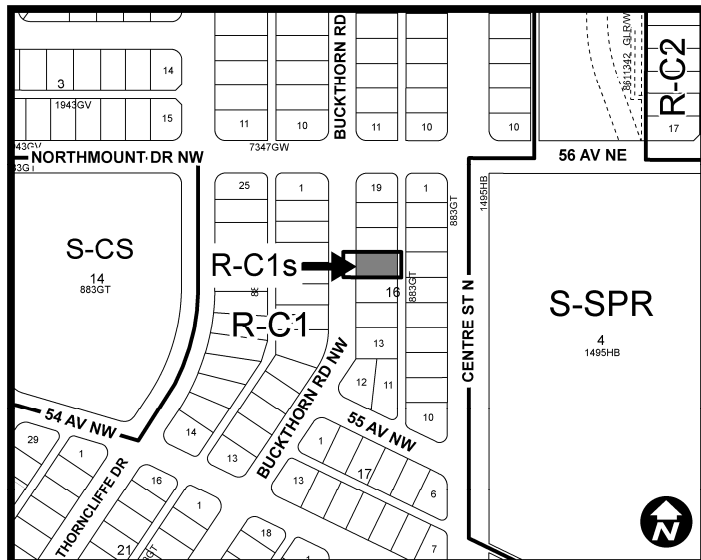 BUCKTHORN RD
8611342 GLR/W
R-C2
14
3
1943GV
15
11
10
11
10
10
17
7347GW
NORTHMOUNT DR NW
56 AV NE
25
1
19
1
883GT
1495HB
S-CS
14
883GT
R-C1s
16
883GT
R-C1
S-SPR
4
1495HB
CENTRE ST N
13
12
11
10
BUCKTHORN RD NW
54 AV NW
55 AV NW
29
1
14
13
1
17
13
6
THORNCLIFFE DR
16
1
18
21
7
N